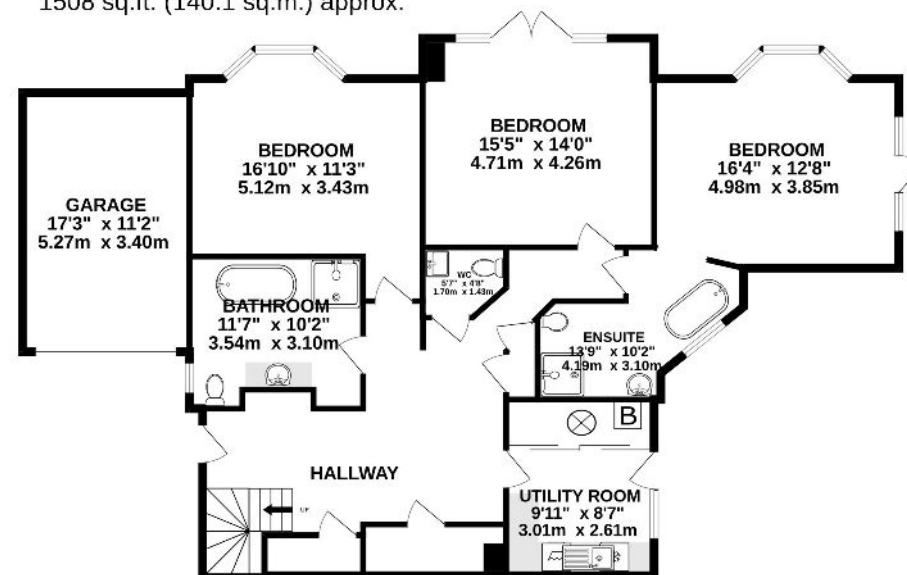 1508 sq.ft. (140.1 sq.m.) approx.
BEDROOM
16'10" x 11'3"
5.12m x 3.43m
BEDROOM
15'5" x 14'0"
4.71m x 4.26m
BEDROOM
16'4" x 12'8"
4.98m x 3.85m
GARAGE
17'3" x 11'2"
5.27m x 3.40m
WC
5'7" x 4'8"
1.70m x 1.43m
BATHROOM
11'7" x 10'2"
3.54m x 3.10m
ENSUITE
13'9" x 10'2"
4.19m x 3.10m
B
HALLWAY
UP
UTILITY ROOM
9'11" x 8'7"
3.01m x 2.61m